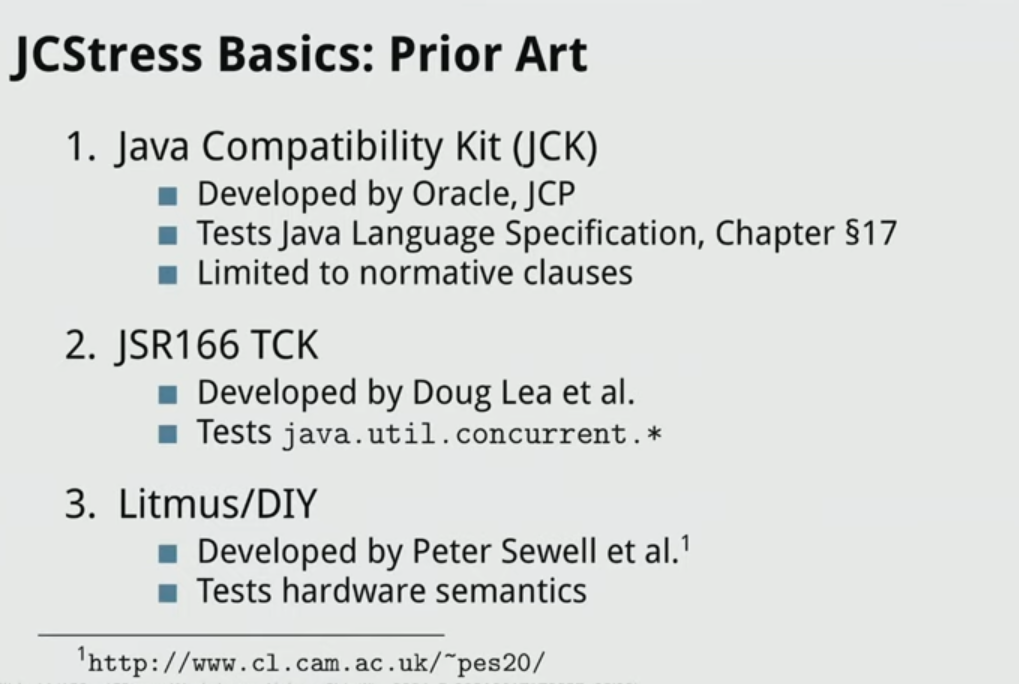 JCStress Basics: Prior Art
1. Java Compatibility Kit (JCK)
■ Developed by Oracle, JCP
■ Tests Java Language Specification, Chapter §17
■ Limited to normative clauses
2. JSR166 TCK
■ Developed by Doug Lea et al.
■ Tests java.util.concurrent.*
3. Litmus/DIY
■ Developed by Peter Sewell et al.¹
■ Tests hardware semantics
¹http://www.cl.cam.ac.uk/~pes20/